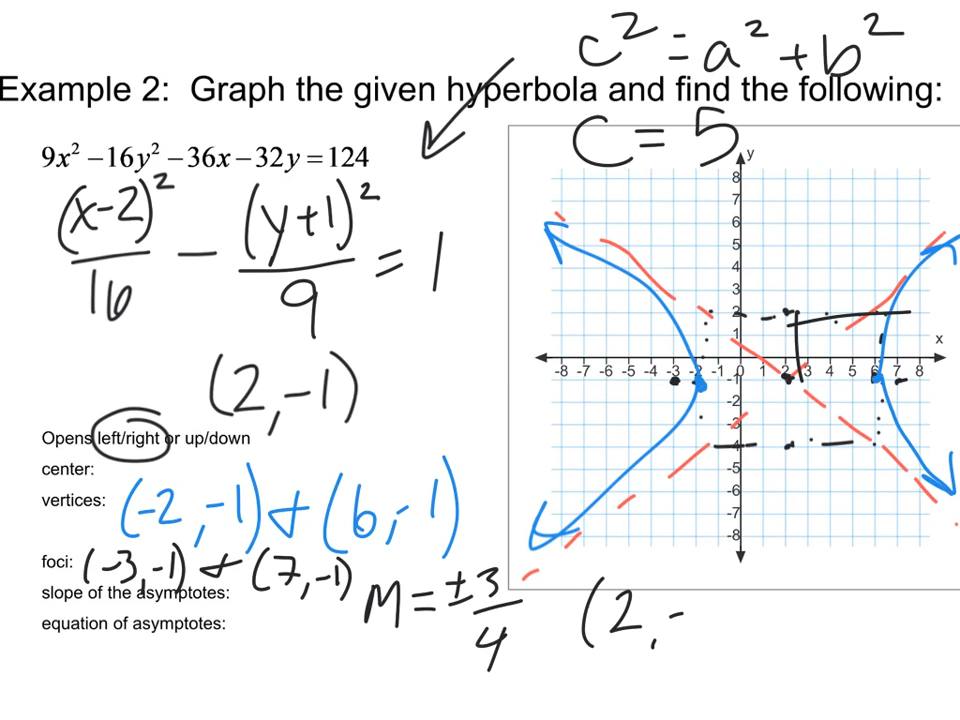 c² = a² + b²
Example 2: Graph the given hyperbola and find the following:
C = 5
9x² − 16y² − 36x − 32y = 124
(x-2)²/16 − (y+1)²/9 = 1
(2,-1)
Opens left/right or up/down
center:
vertices: (-2,-1) + (6,-1)
foci: (-3,-1) + (7,-1)
slope of the asymptotes: M = ±3/4
(2,-
equation of asymptotes:
y
8
7
6
5
4
3
2
1
x
-8 -7 -6 -5 -4 -3 -2 -1 0 1 2 3 4 5 6 7 8
-1
-2
-3
-4
-5
-6
-7
-8